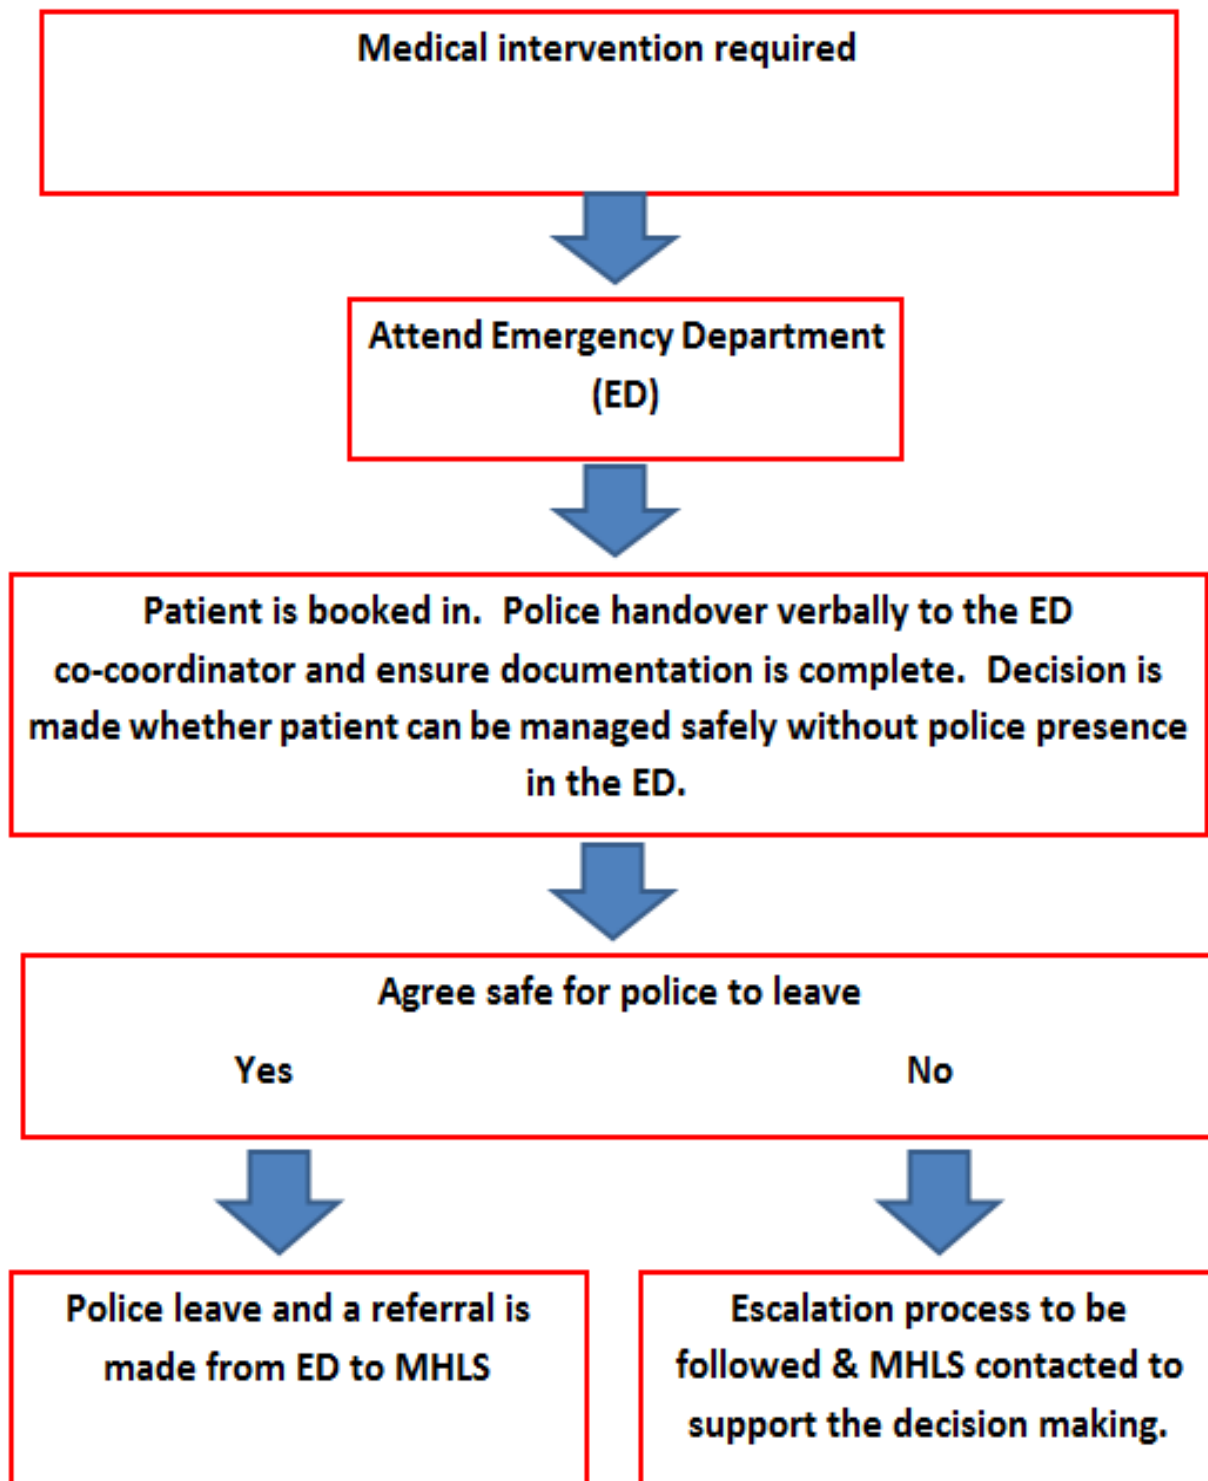 Medical intervention required
Attend Emergency Department
(ED)
Patient is booked in.  Police handover verbally to the ED
co-coordinator and ensure documentation is complete.  Decision is
made whether patient can be managed safely without police presence
in the ED.
Agree safe for police to leave
Yes
No
Police leave and a referral is
made from ED to MHLS
Escalation process to be
followed & MHLS contacted to
support the decision making.